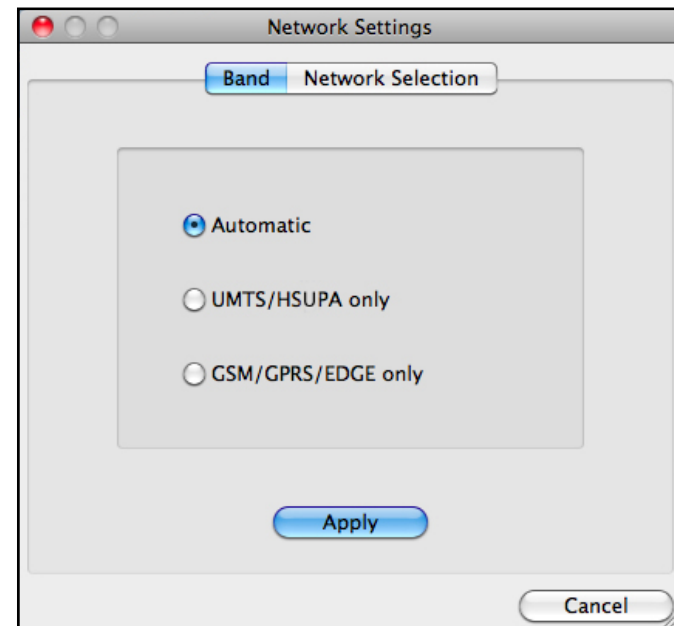 Network Settings
Band Network Selection
Automatic
UMTS/HSUPA only
GSM/GPRS/EDGE only
Apply
Cancel